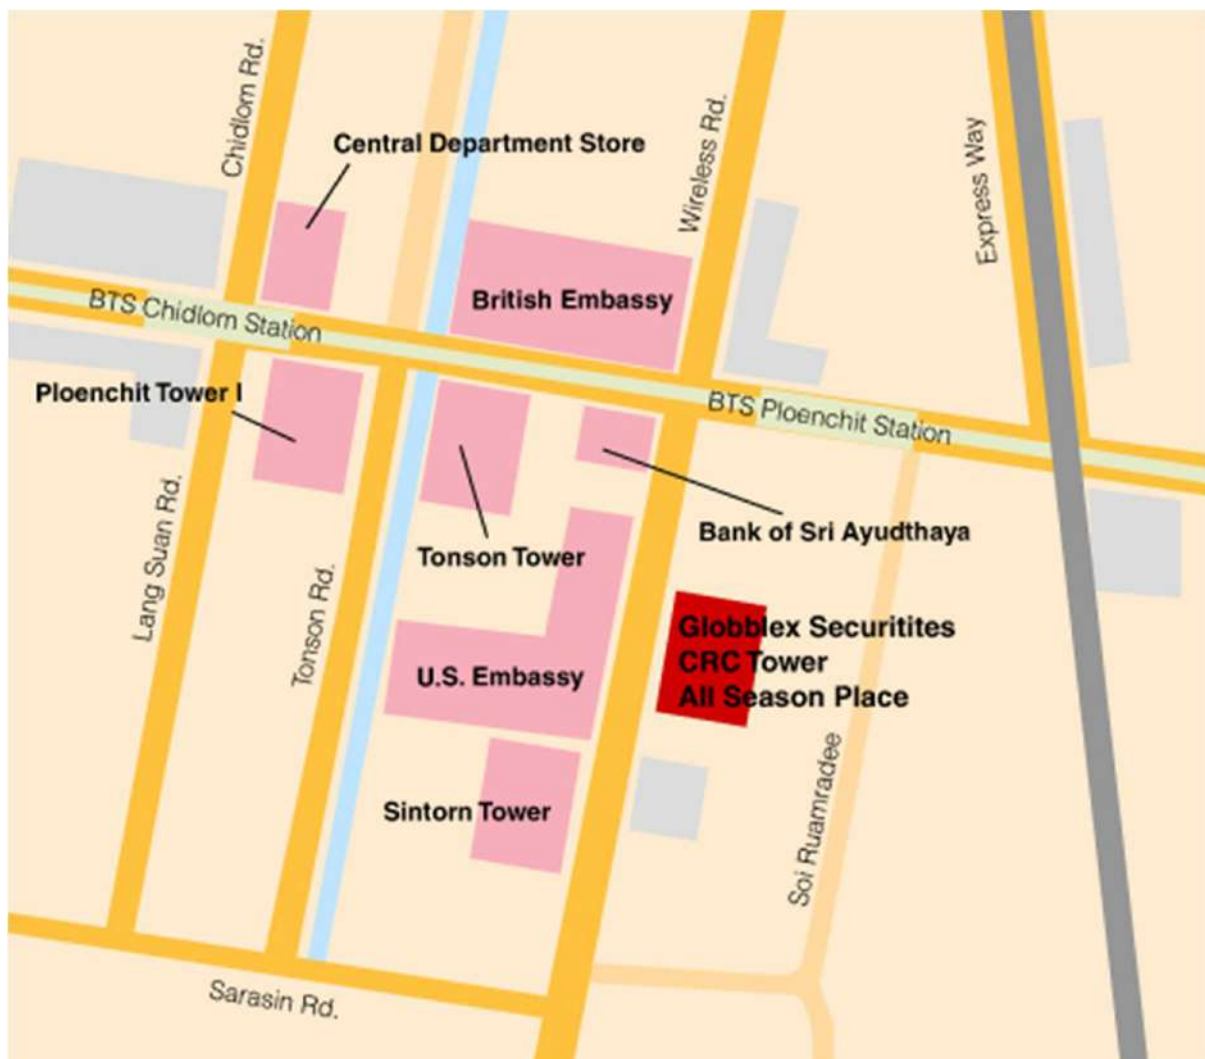 Chidlom Rd.
Central Department Store
Wireless Rd.
Express Way
British Embassy
BTS Chidlom Station
Ploenchit Tower I
BTS Ploenchit Station
Bank of Sri Ayudthaya
Tonson Tower
Lang Suan Rd.
Tonson Rd.
Globblex Securitites
CRC Tower
All Season Place
U.S. Embassy
Sintorn Tower
Soi Ruamradee
Sarasin Rd.